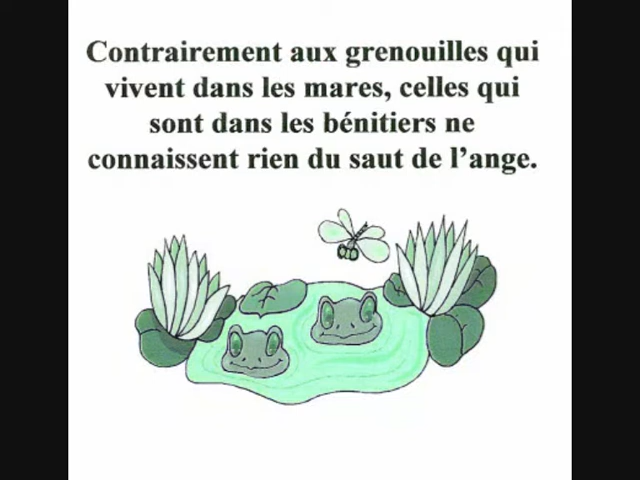 Contrairement aux grenouilles qui
vivent dans les mares, celles qui
sont dans les bénitiers ne
connaissent rien du saut de l’ange.